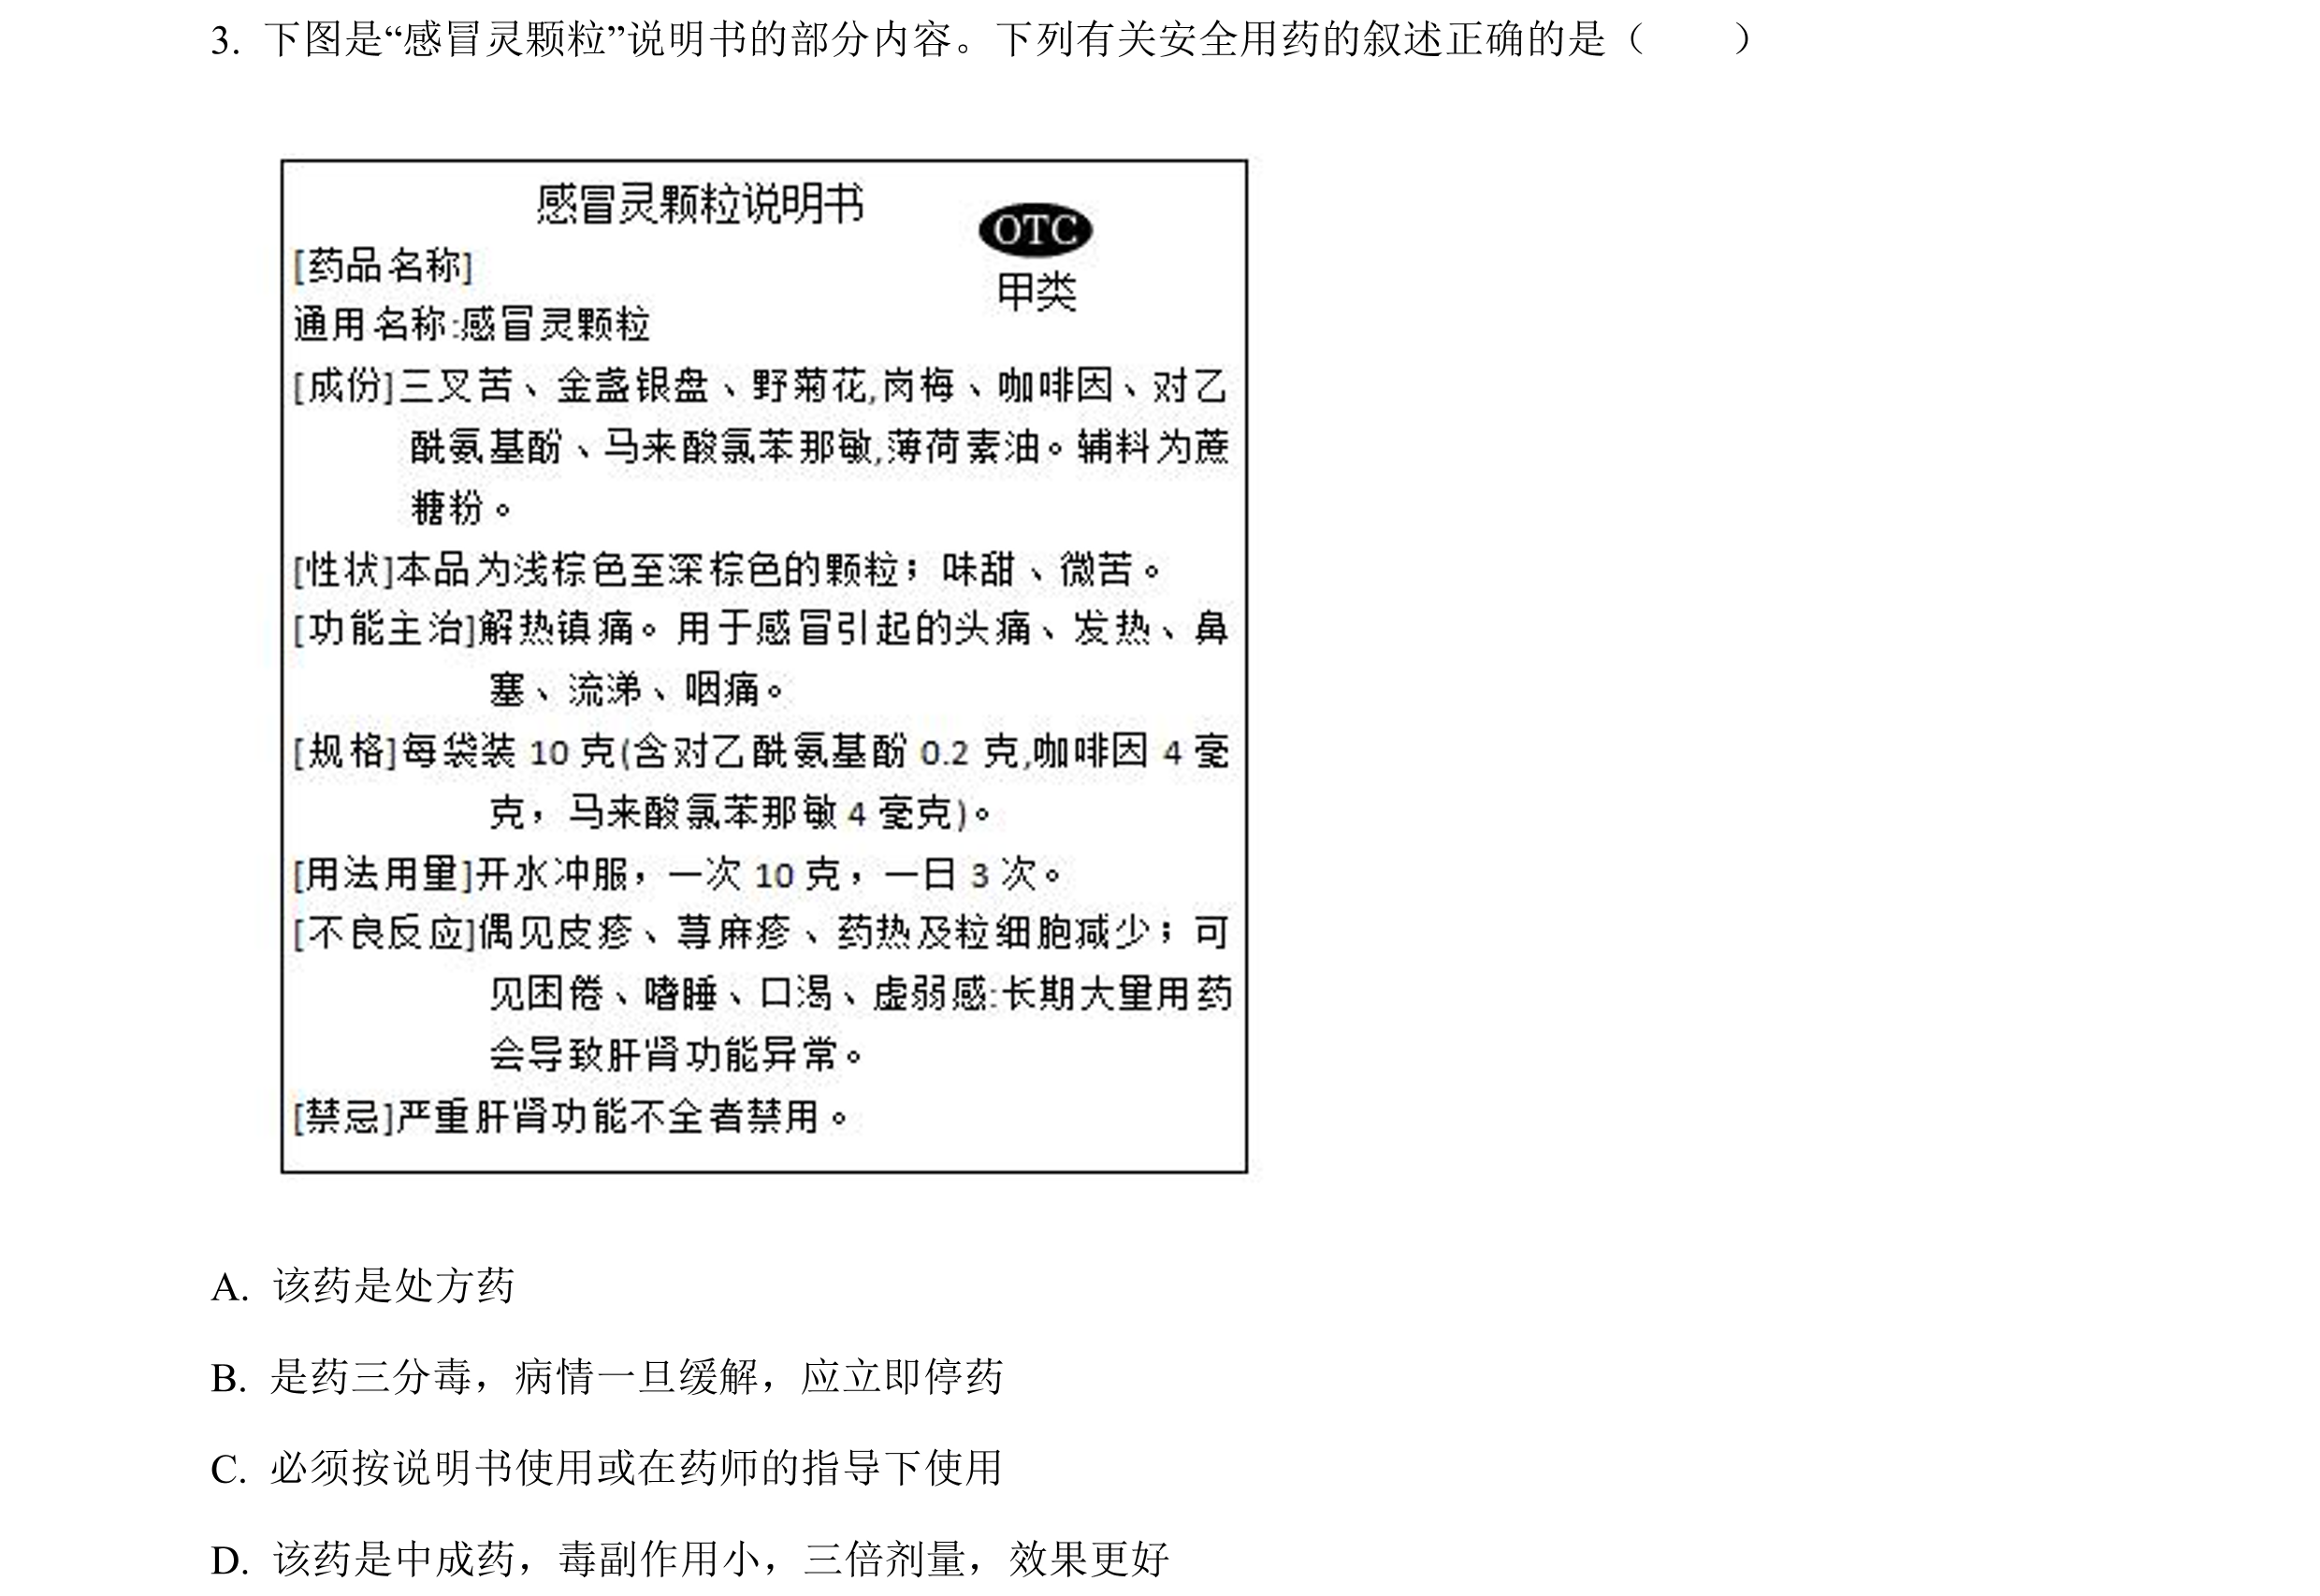 3. 下图是“感冒灵颗粒”说明书的部分内容。下列有关安全用药的叙述正确的是（　　）
感冒灵颗粒说明书
OTC
[药品名称]
甲类
通用名称:感冒灵颗粒
[成份]三叉苦、金盏银盘、野菊花,岗梅、咖啡因、对乙
酰氨基酚、马来酸氯苯那敏,薄荷素油。辅料为蔗
糖粉。
[性状]本品为浅棕色至深棕色的颗粒；味甜、微苦。
[功能主治]解热镇痛。用于感冒引起的头痛、发热、鼻
塞、流涕、咽痛。
[规格]每袋装 10 克(含对乙酰氨基酚 0.2 克,咖啡因 4 毫
克，马来酸氯苯那敏 4 毫克)。
[用法用量]开水冲服，一次 10 克，一日 3 次。
[不良反应]偶见皮疹、荨麻疹、药热及粒细胞减少；可
见困倦、嗜睡、口渴、虚弱感:长期大量用药
会导致肝肾功能异常。
[禁忌]严重肝肾功能不全者禁用。
A. 该药是处方药
B. 是药三分毒，病情一旦缓解，应立即停药
C. 必须按说明书使用或在药师的指导下使用
D. 该药是中成药，毒副作用小，三倍剂量，效果更好